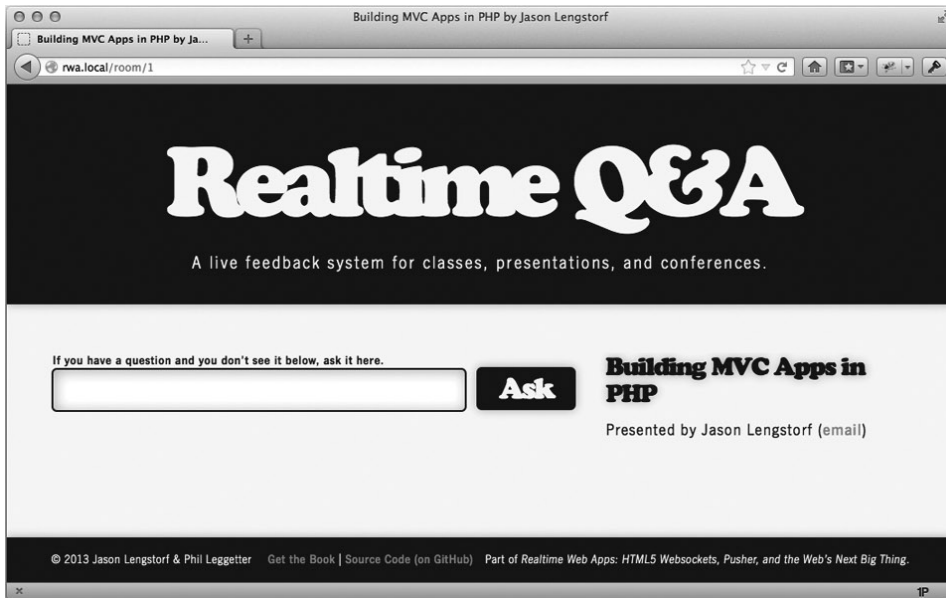 Building MVC Apps in PHP by Jason Lengstorf
Building MVC Apps in PHP by Ja...
rwa.local/room/1
Realtime Q&A
A live feedback system for classes, presentations, and conferences.
If you have a question and you don't see it below, ask it here.
Ask
Building MVC Apps in
PHP
Presented by Jason Lengstorf (email)
© 2013 Jason Lengstorf & Phil Leggetter Get the Book | Source Code (on GitHub) Part of Realtime Web Apps: HTML5 Websockets, Pusher, and the Web's Next Big Thing.
1P